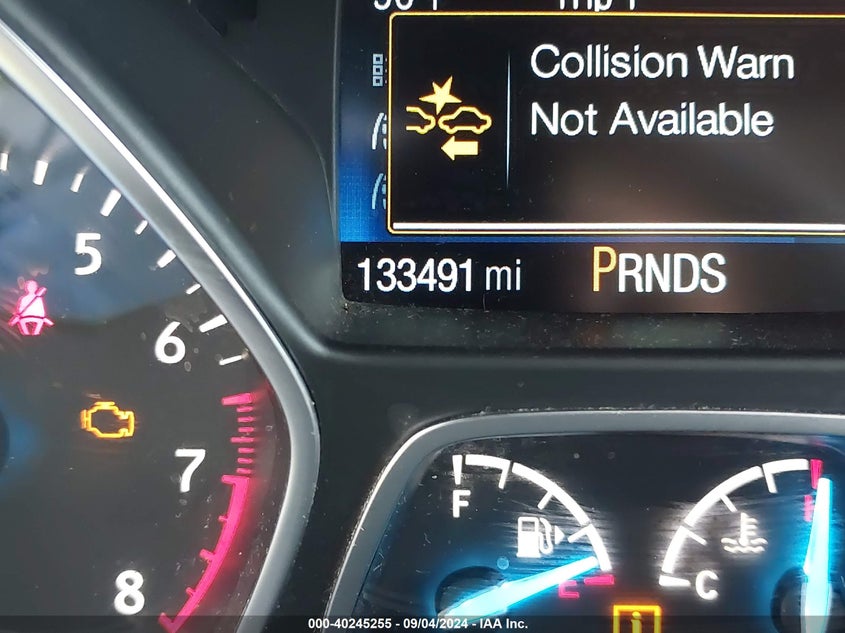 Collision Warn
Not Available
133491 mi PRNDS
5
6
7
8
F
E
C
H
i
000-40245255 - 09/04/2024 - IAA Inc.